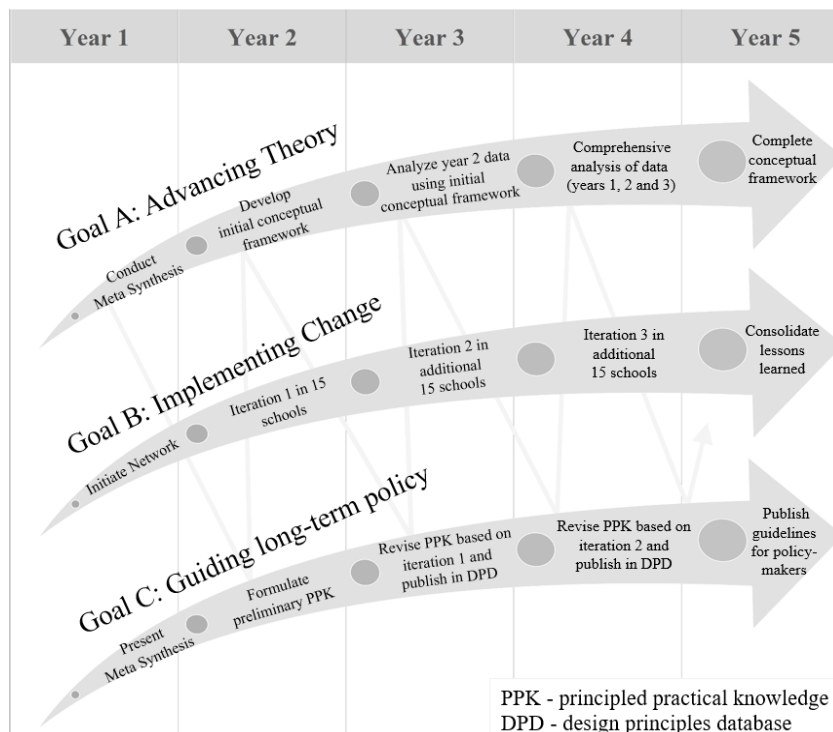 Year 1
Year 2
Year 3
Year 4
Year 5
Goal A: Advancing Theory
Conduct
Meta Synthesis
Develop
initial conceptual
framework
Analyze year 2 data
using initial
conceptual framework
Comprehensive
analysis of data
(years 1, 2 and 3)
Complete
conceptual
framework
Goal B: Implementing Change
Initiate Network
Iteration 1 in 15
schools
Iteration 2 in
additional
15 schools
Iteration 3 in
additional
15 schools
Consolidate
lessons
learned
Goal C: Guiding long-term policy
Present
Meta Synthesis
Formulate
preliminary PPK
Revise PPK based on
iteration 1 and
publish in DPD
Revise PPK based on
iteration 2 and
publish in DPD
Publish
guidelines
for policy-
makers
PPK - principled practical knowledge
DPD - design principles database